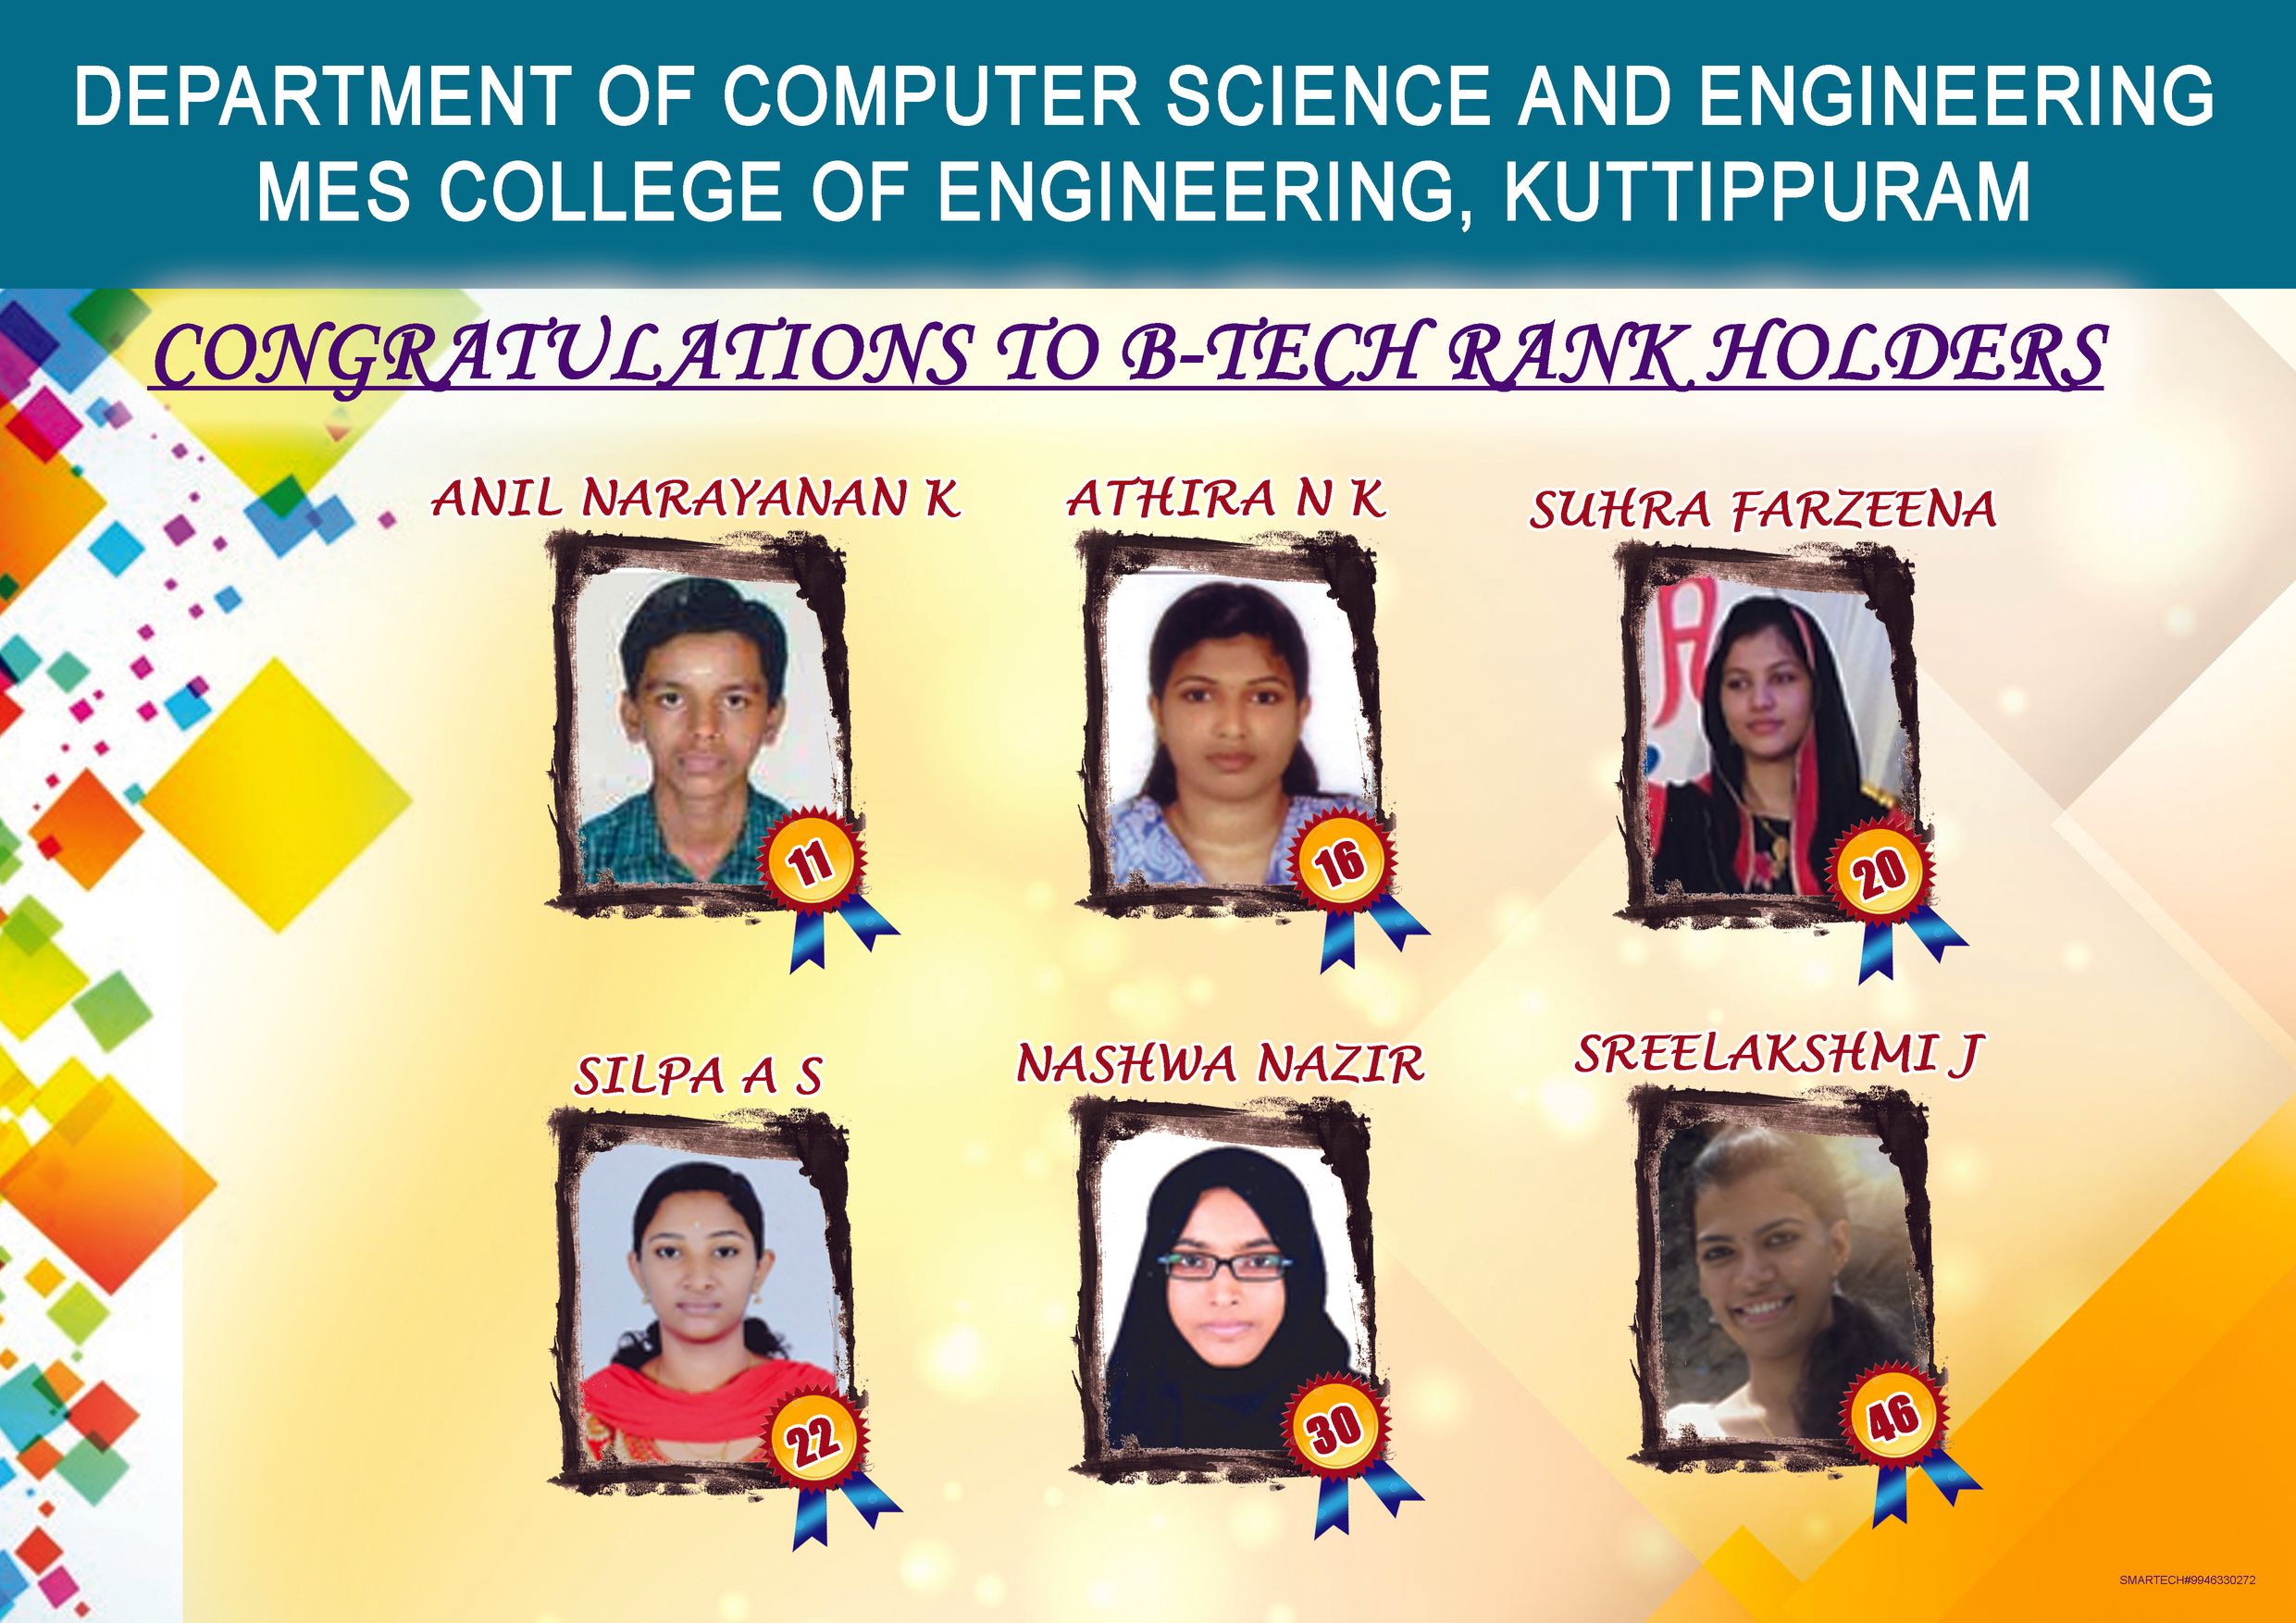 DEPARTMENT OF COMPUTER SCIENCE AND ENGINEERING
MES COLLEGE OF ENGINEERING, KUTTIPPURAM
CONGRATULATIONS TO B-TECH RANK HOLDERS
ANIL NARAYANAN K
11
ATHIRA N K
16
SUHRA FARZEENA
A
20
SILPA A S
22
NASHWA NAZIR
30
SREELAKSHMI J
46
SMARTECH#9946330272